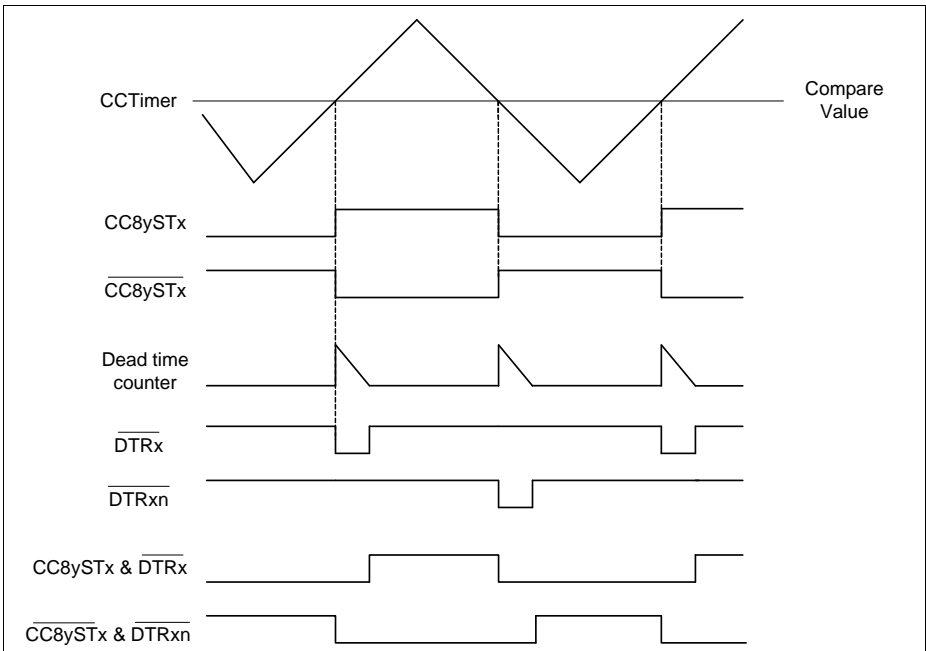 CCTimer
Compare
Value
CC8ySTx
CC8ySTx
Dead time
counter
DTRx
DTRxn
CC8ySTx & DTRx
CC8ySTx & DTRxn